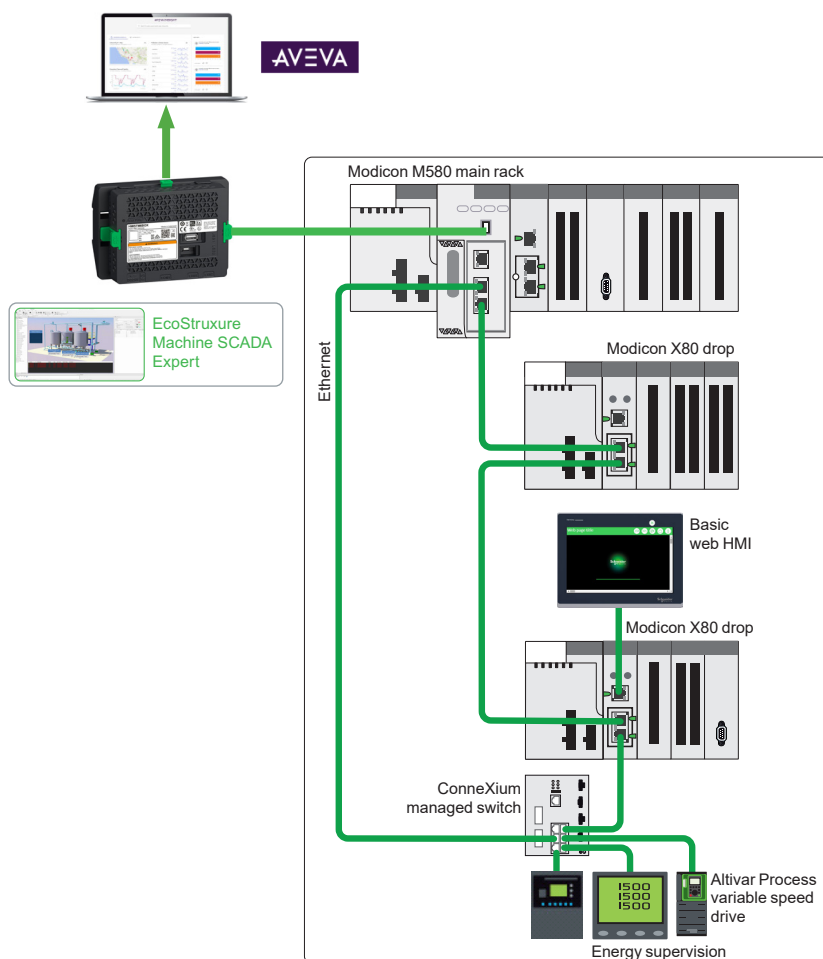 AVEVA
Modicon M580 main rack
EcoStruxure
Machine SCADA
Expert
Ethernet
Modicon X80 drop
Basic
web HMI
Schneider
Modicon X80 drop
ConneXium
managed switch
1500
1500
1500
Altivar Process
variable speed
drive
Energy supervision